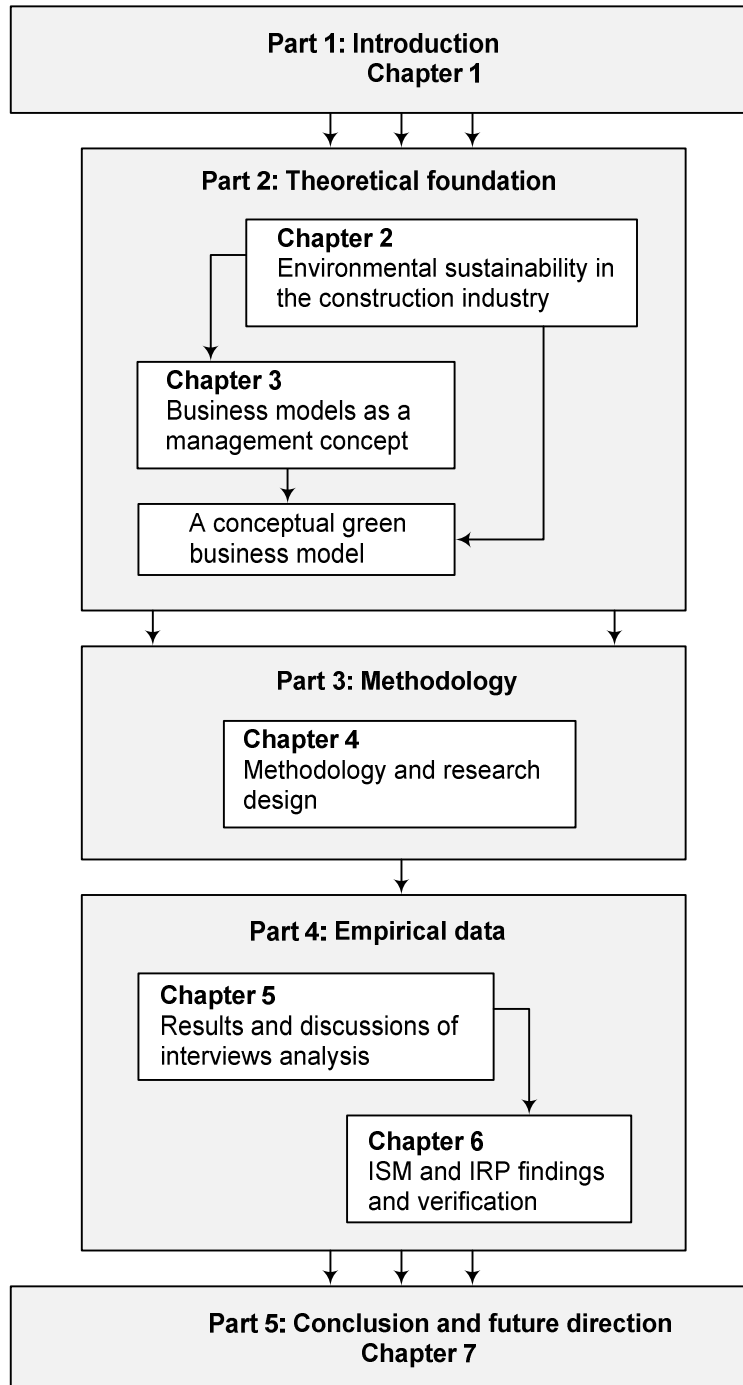 Part 1: Introduction
Chapter 1
Part 2: Theoretical foundation
Chapter 2
Environmental sustainability in
the construction industry
Chapter 3
Business models as a
management concept
A conceptual green
business model
Part 3: Methodology
Chapter 4
Methodology and research
design
Part 4: Empirical data
Chapter 5
Results and discussions of
interviews analysis
Chapter 6
ISM and IRP findings
and verification
Part 5: Conclusion and future direction
Chapter 7